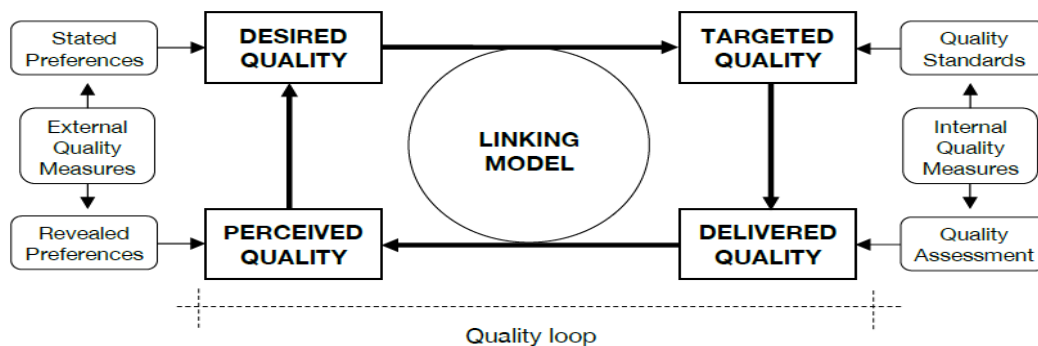 Stated
Preferences
DESIRED
QUALITY
TARGETED
QUALITY
Quality
Standards
External
Quality
Measures
LINKING
MODEL
Internal
Quality
Measures
Revealed
Preferences
PERCEIVED
QUALITY
DELIVERED
QUALITY
Quality
Assessment
Quality loop